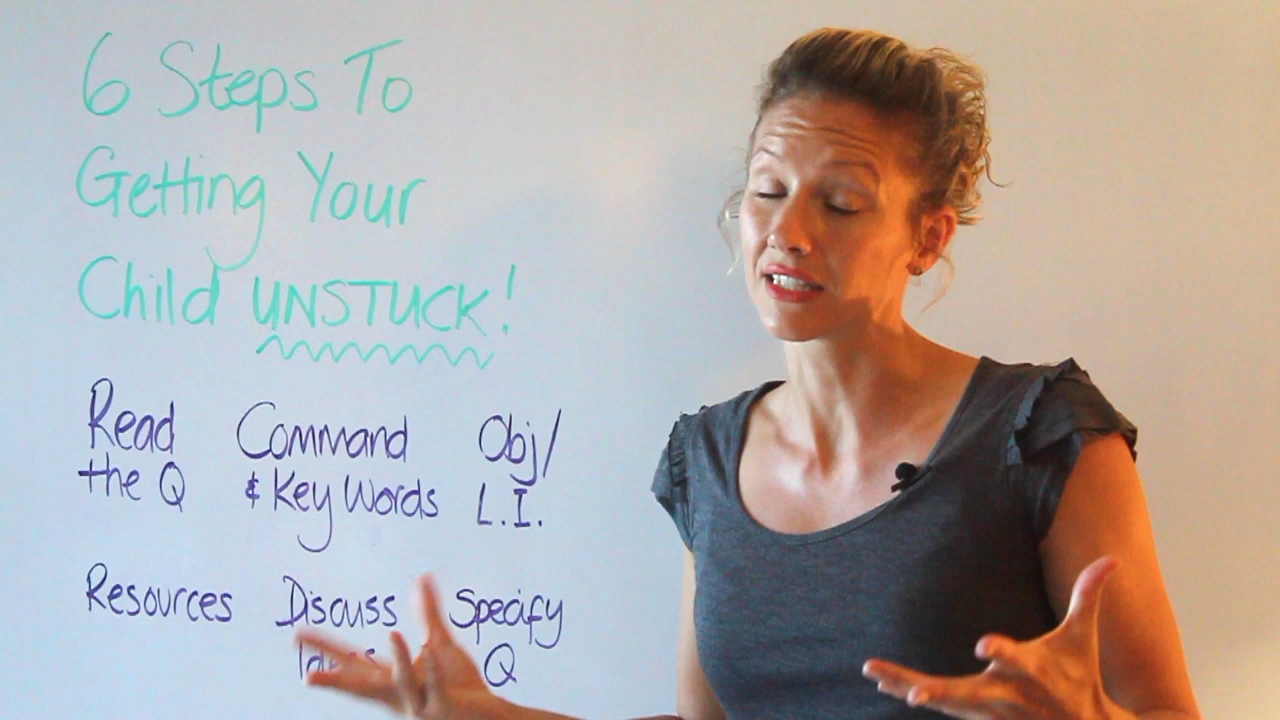 6 Steps To
Getting Your
Child UNSTUCK!
Read Command Obj/
the Q & Key Words L.I.
Resources Discuss Specify
Q